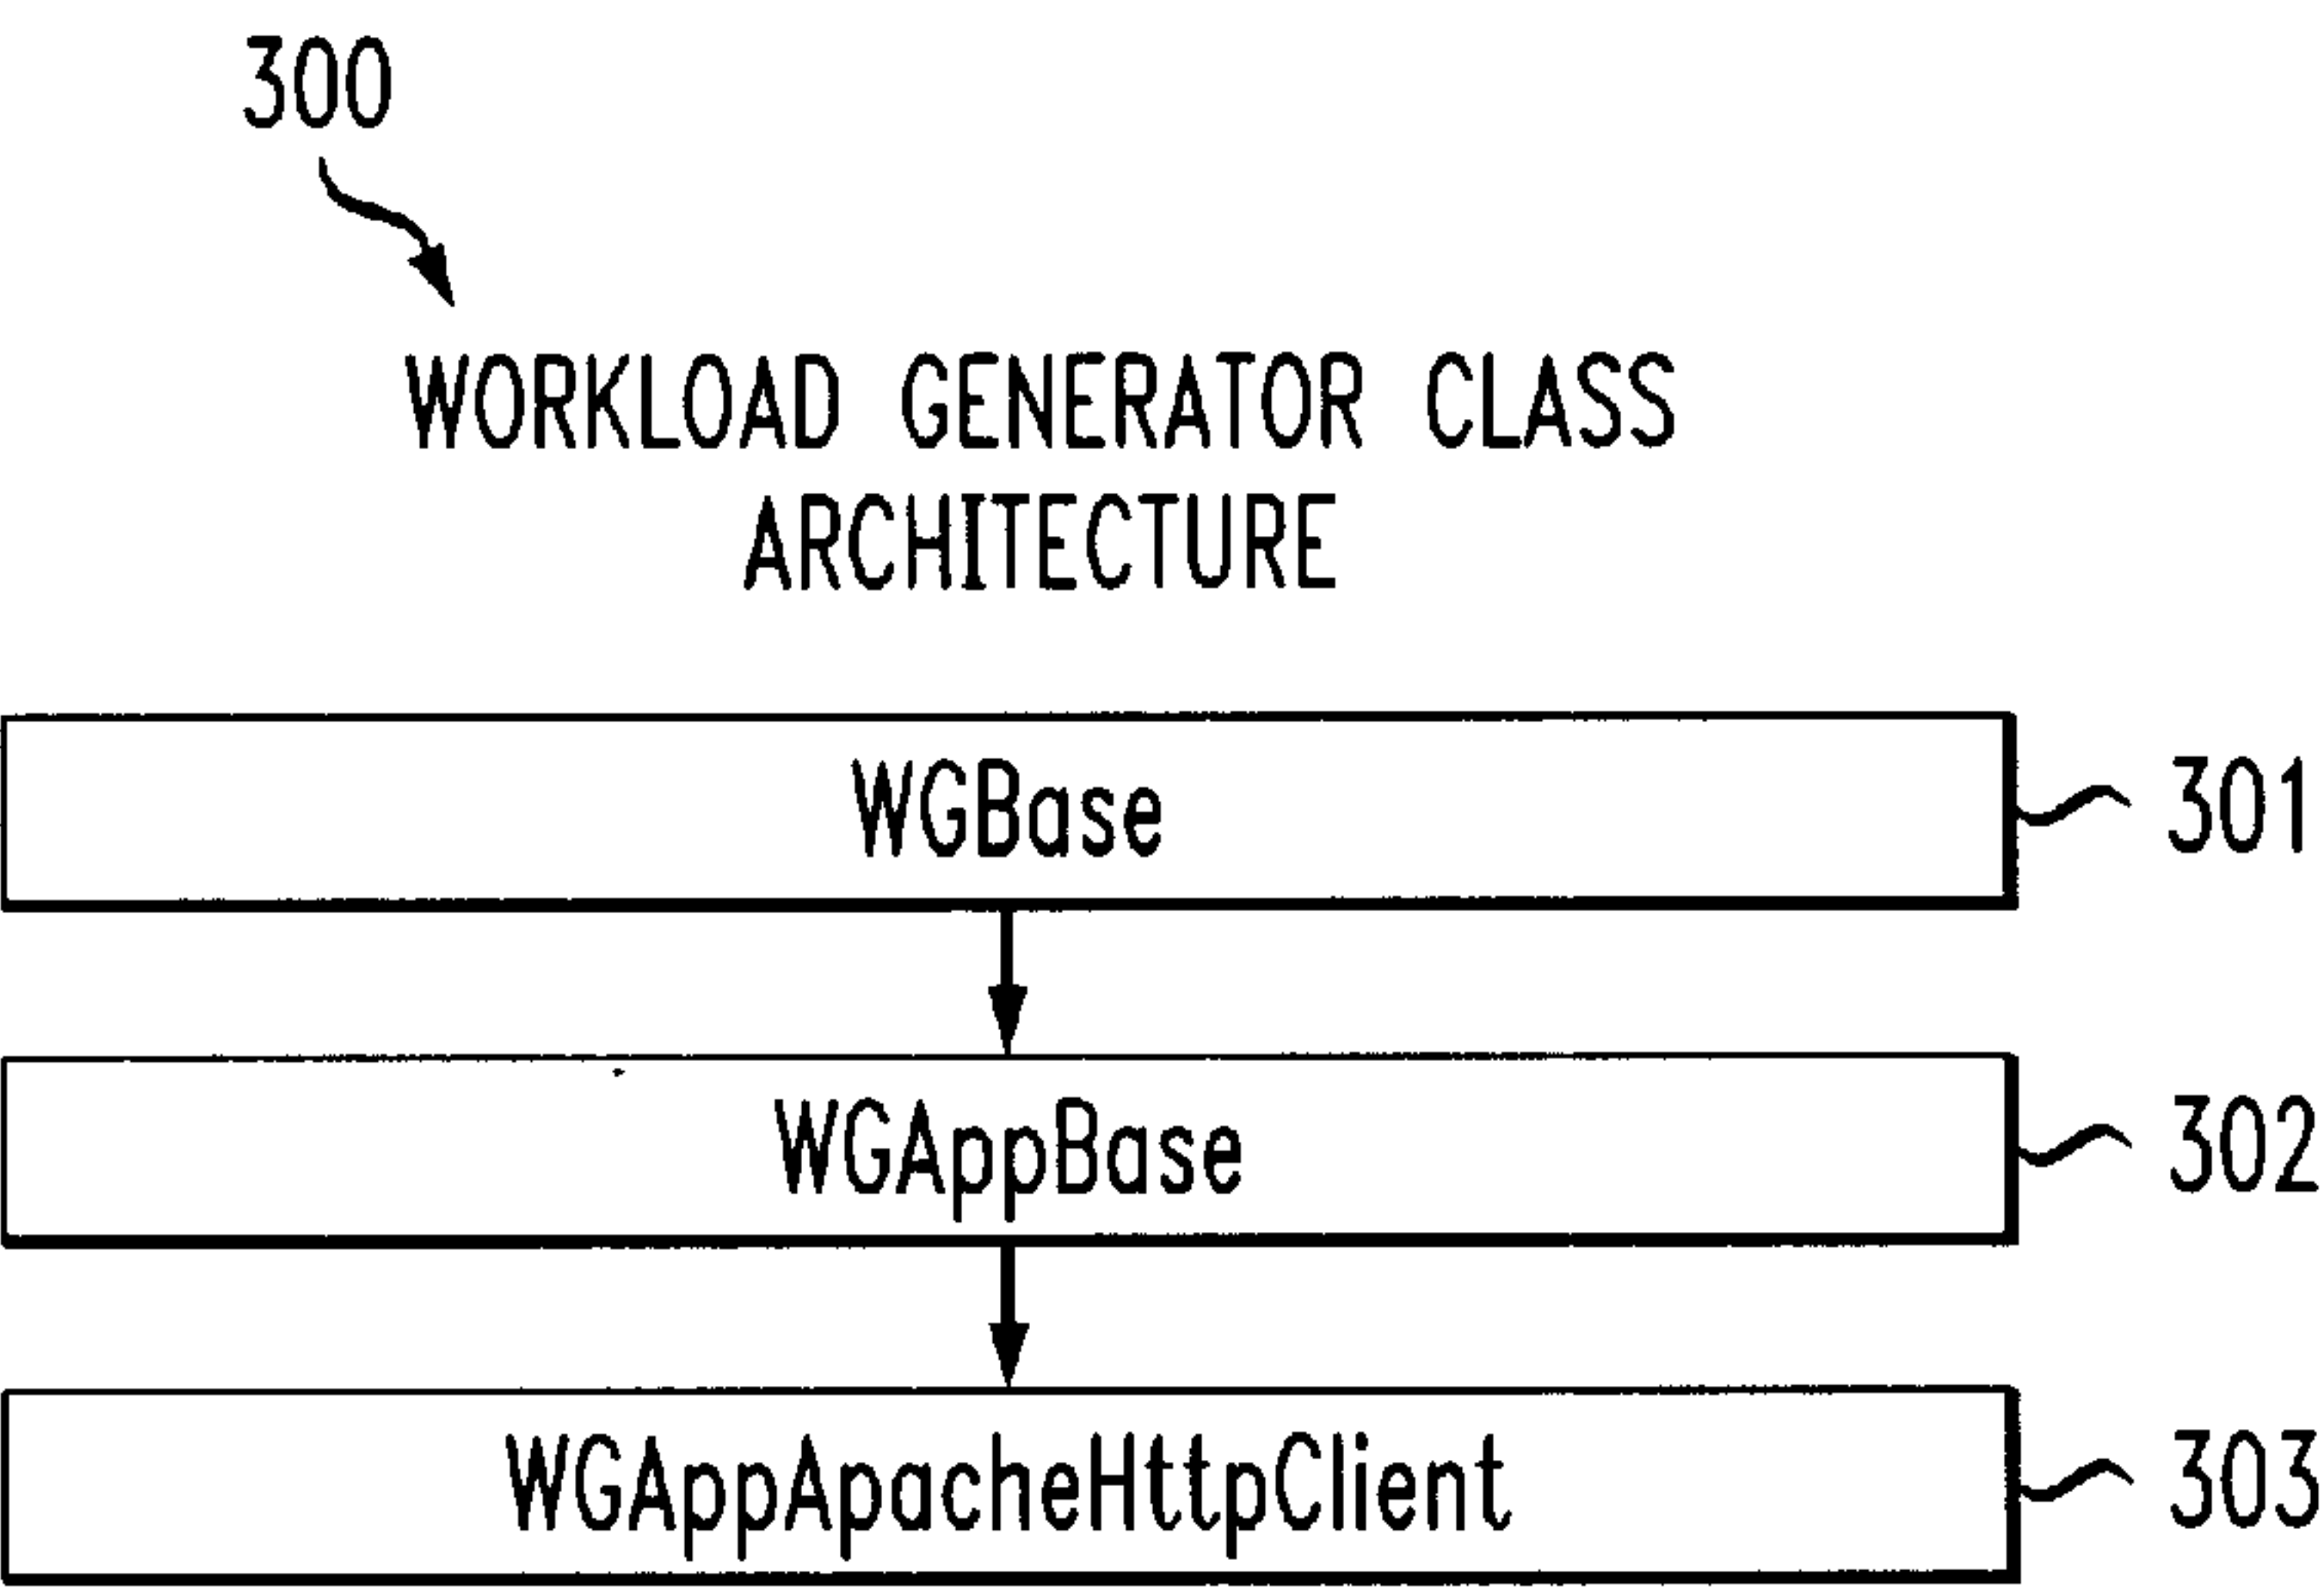 300
WORKLOAD GENERATOR CLASS
ARCHITECTURE
WGBase 301
WGAppBase 302
WGAppApacheHttpClient 303